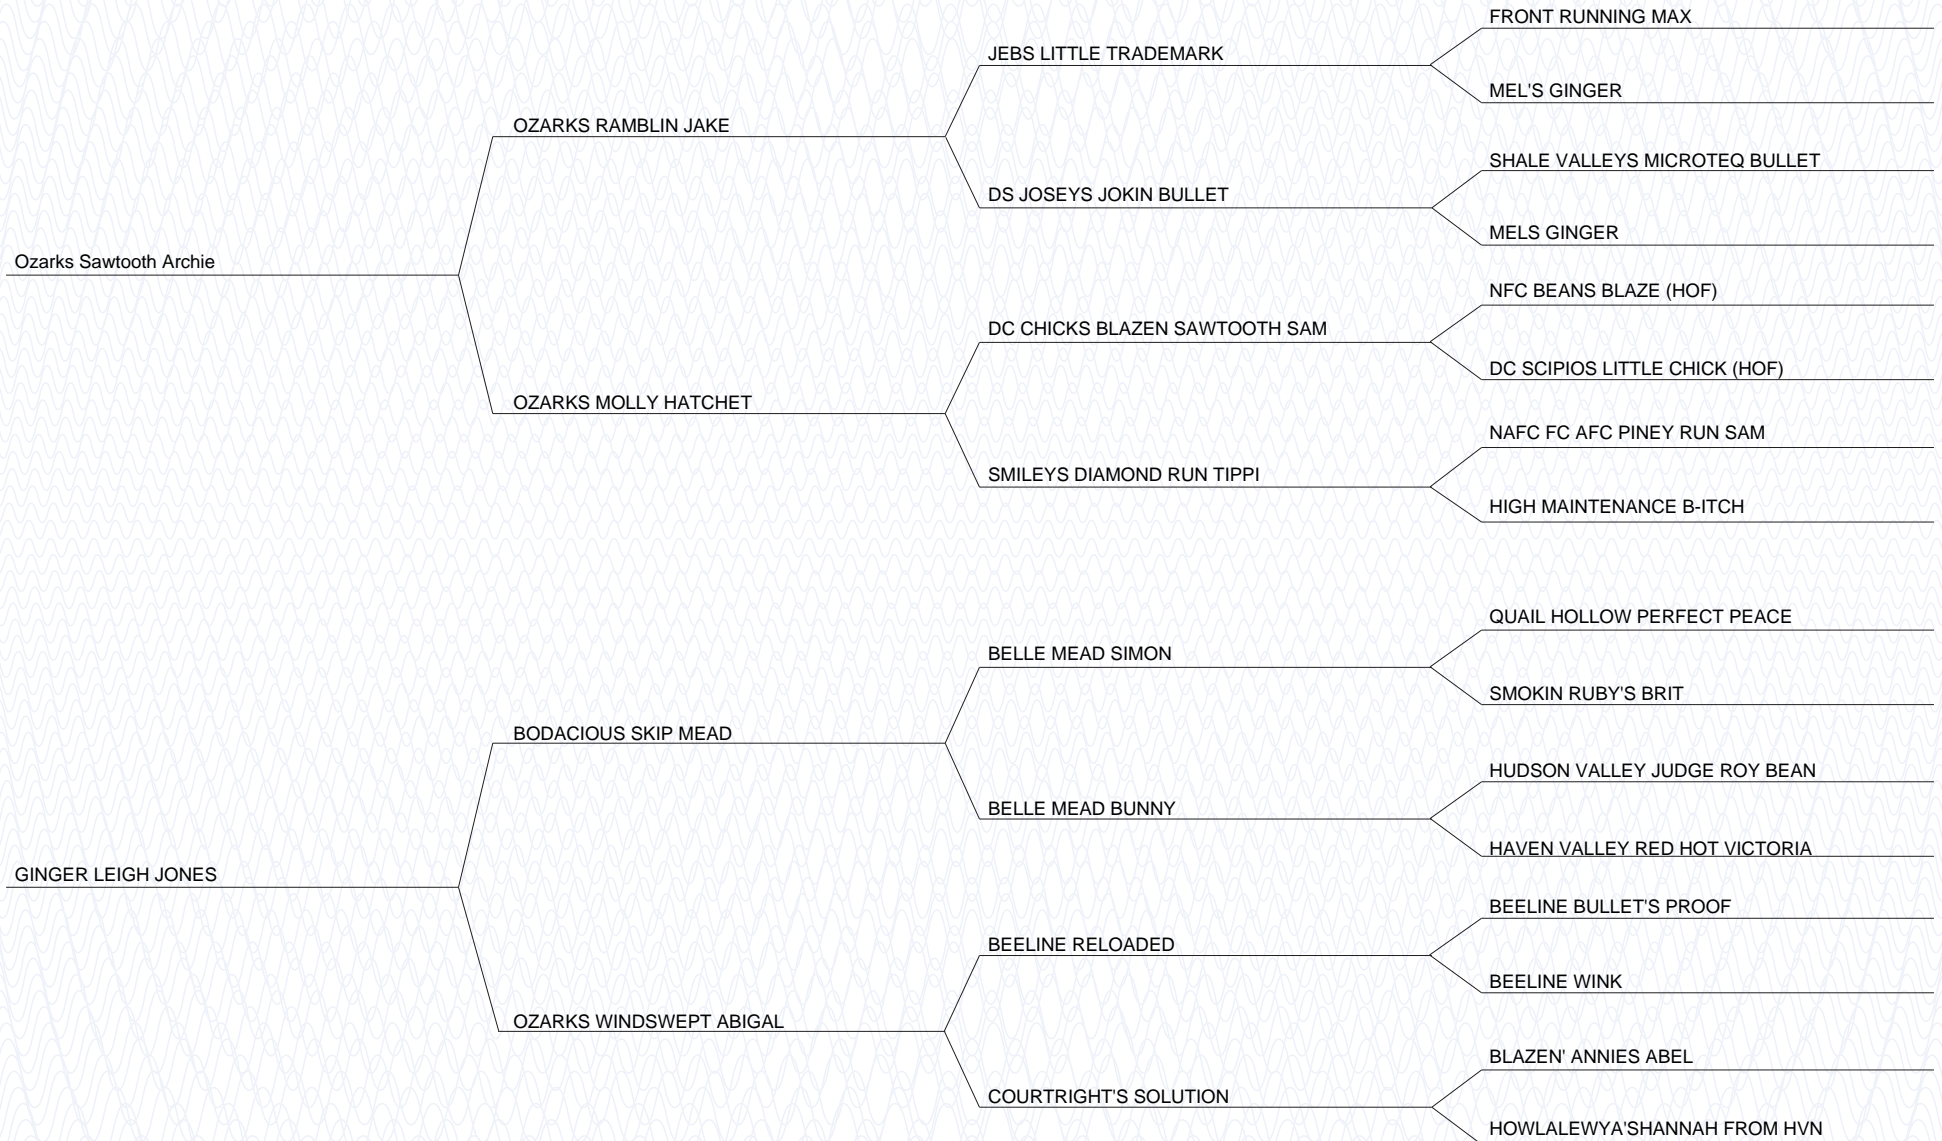 FRONT RUNNING MAX
JEBS LITTLE TRADEMARK
MEL'S GINGER
OZARKS RAMBLIN JAKE
SHALE VALLEYS MICROTEQ BULLET
DS JOSEYS JOKIN BULLET
MELS GINGER
Ozarks Sawtooth Archie
NFC BEANS BLAZE (HOF)
DC CHICKS BLAZEN SAWTOOTH SAM
DC SCIPIOS LITTLE CHICK (HOF)
OZARKS MOLLY HATCHET
NAFC FC AFC PINEY RUN SAM
SMILEYS DIAMOND RUN TIPPI
HIGH MAINTENANCE B-ITCH
QUAIL HOLLOW PERFECT PEACE
BELLE MEAD SIMON
SMOKIN RUBY'S BRIT
BODACIOUS SKIP MEAD
HUDSON VALLEY JUDGE ROY BEAN
BELLE MEAD BUNNY
HAVEN VALLEY RED HOT VICTORIA
GINGER LEIGH JONES
BEELINE BULLET'S PROOF
BEELINE RELOADED
BEELINE WINK
OZARKS WINDSWEPT ABIGAL
BLAZEN' ANNIES ABEL
COURTRIGHT'S SOLUTION
HOWLALEWYA'SHANNAH FROM HVN